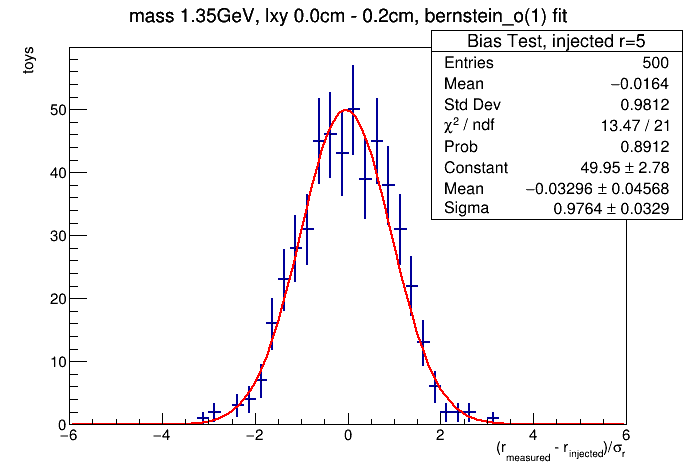 mass 1.35GeV, lxy 0.0cm - 0.2cm, bernstein_o(1) fit
toys
Bias Test, injected r=5
Entries 500
Mean −0.0164
Std Dev 0.9812
χ² / ndf 13.47 / 21
Prob 0.8912
Constant 49.95 ± 2.78
Mean −0.03296 ± 0.04568
Sigma 0.9764 ± 0.0329
50
40
30
20
10
0
−6 −4 −2 0 2 4 6
(r_measured - r_injected)/σ_r